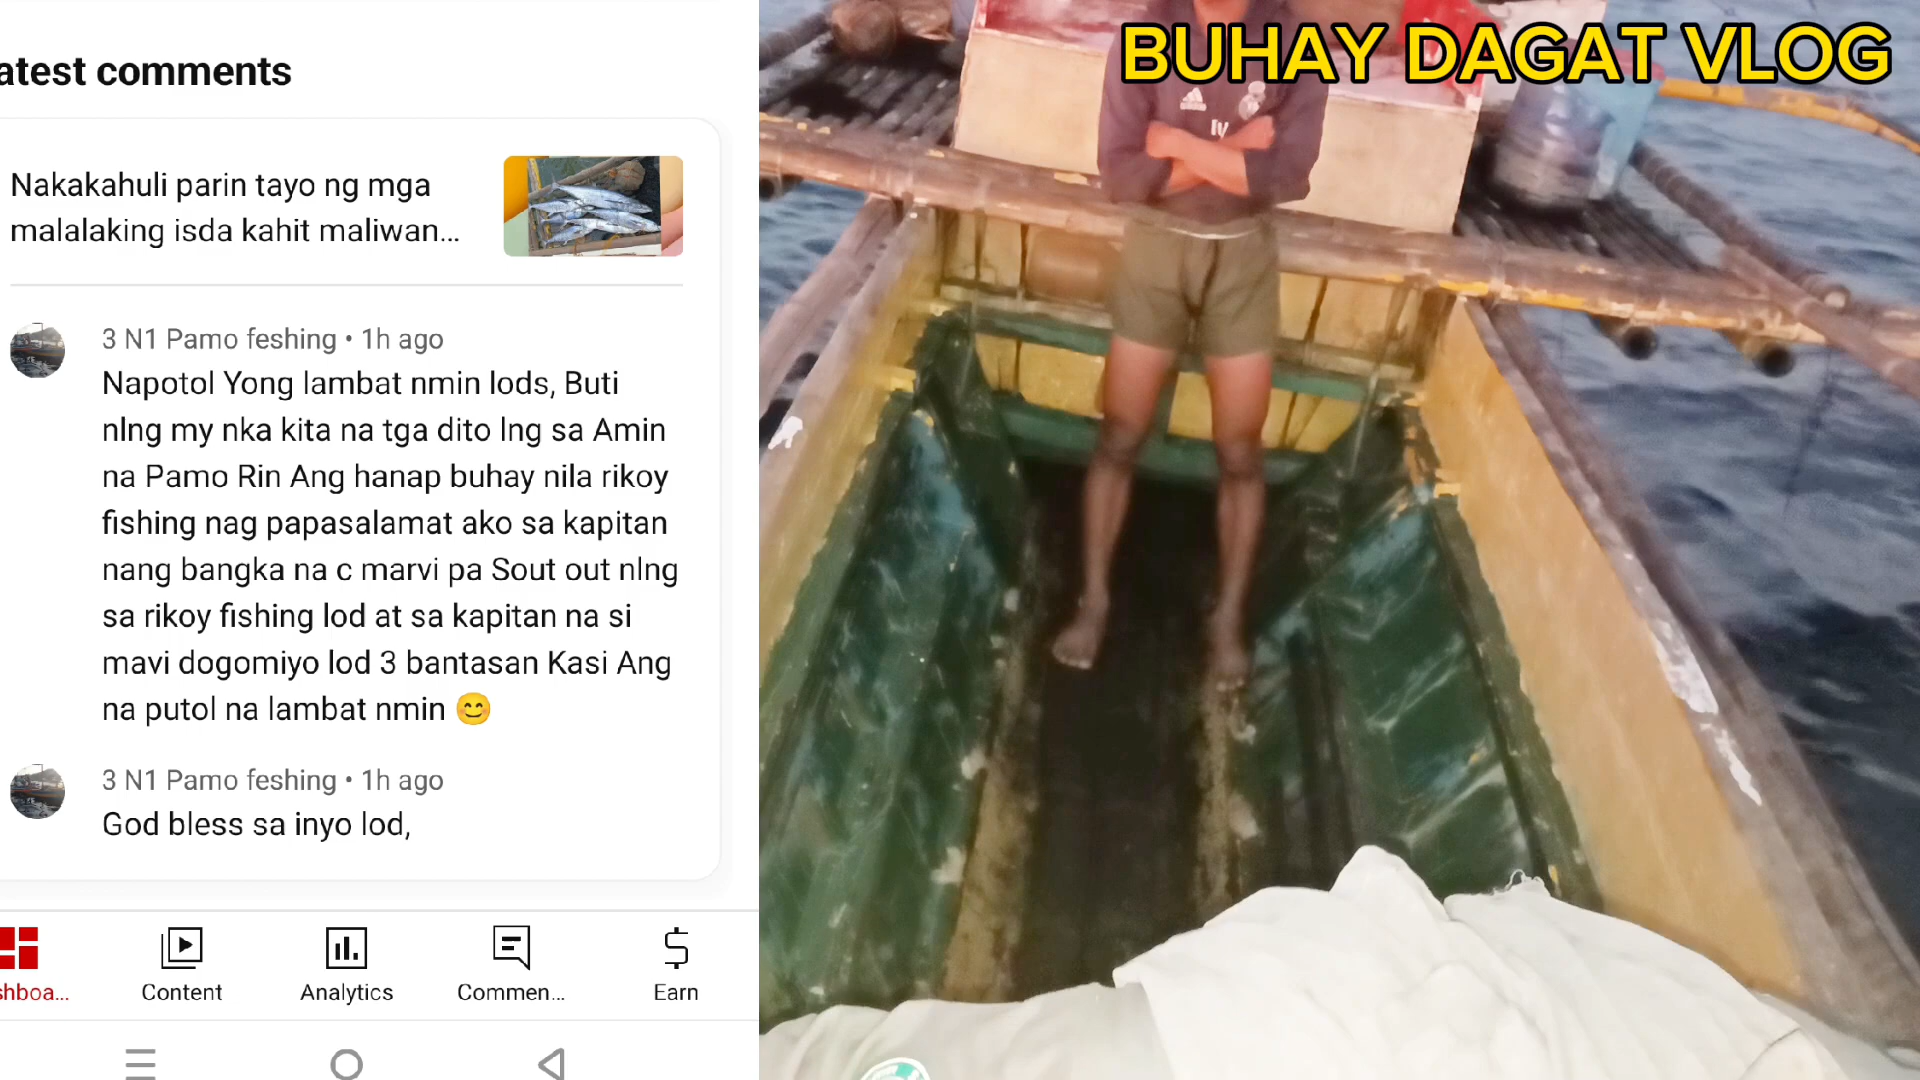 BUHAY DAGAT VLOG
atest comments
Nakakahuli parin tayo ng mga
malalaking isda kahit maliwan...
3 N1 Pamo feshing • 1h ago
Napotol Yong lambat nmin lods, Buti
nlng my nka kita na tga dito lng sa Amin
na Pamo Rin Ang hanap buhay nila rikoy
fishing nag papasalamat ako sa kapitan
nang bangka na c marvi pa Sout out nlng
sa rikoy fishing lod at sa kapitan na si
mavi dogomiyo lod 3 bantasan Kasi Ang
na putol na lambat nmin 😊
3 N1 Pamo feshing • 1h ago
God bless sa inyo lod,
shboa...
Content
Analytics
Commen...
Earn